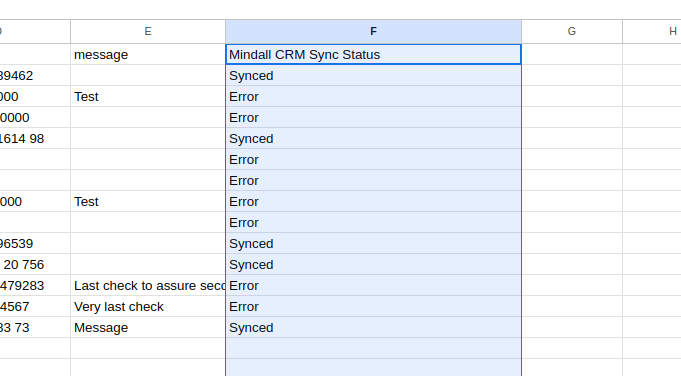 E F G H
message Mindall CRM Sync Status
39462 Synced
000 Test Error
0000 Error
1614 98 Synced
Error
Error
000 Test Error
Error
96539 Synced
20 756 Synced
479283 Last check to assure seco Error
4567 Very last check Error
33 73 Message Synced